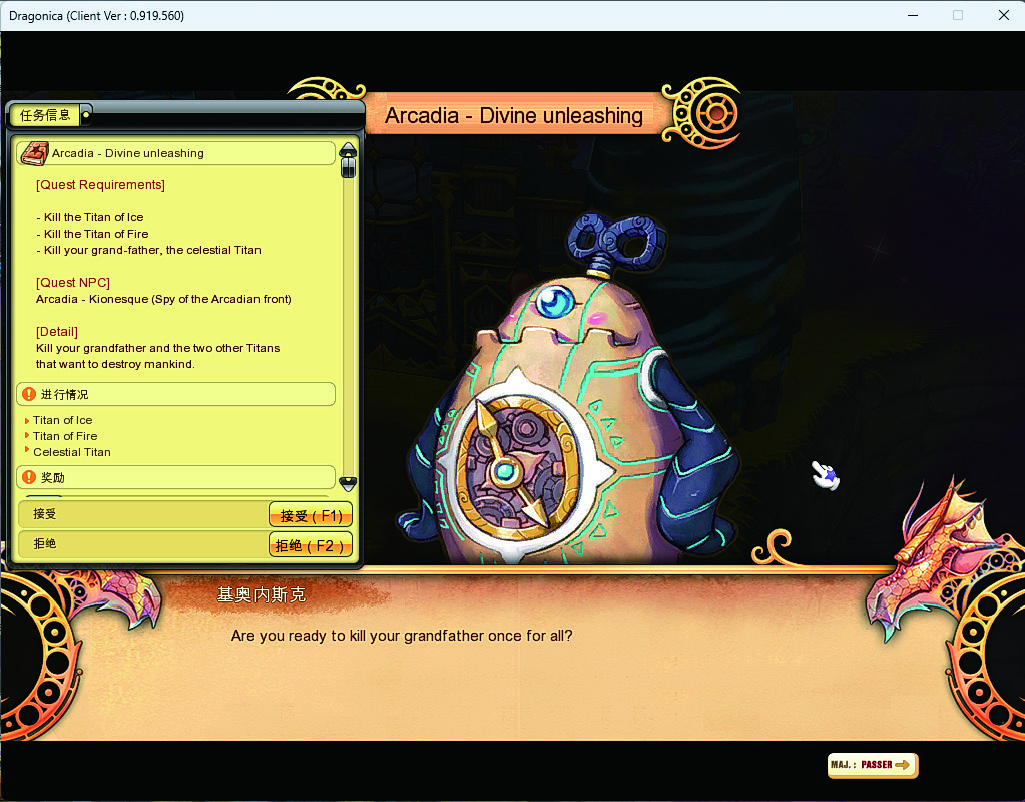 Dragonica (Client Ver : 0.919.560)
Arcadia - Divine unleashing
任务信息
Arcadia - Divine unleashing
[Quest Requirements]
- Kill the Titan of Ice
- Kill the Titan of Fire
- Kill your grand-father, the celestial Titan
[Quest NPC]
Arcadia - Kionesque (Spy of the Arcadian front)
[Detail]
Kill your grandfather and the two other Titans
that want to destroy mankind.
进行情况
Titan of Ice
Titan of Fire
Celestial Titan
奖励
接受 接受 ( F1)
拒绝 拒绝 ( F2 )
基奥内斯克
Are you ready to kill your grandfather once for all?
MAJ. : PASSER